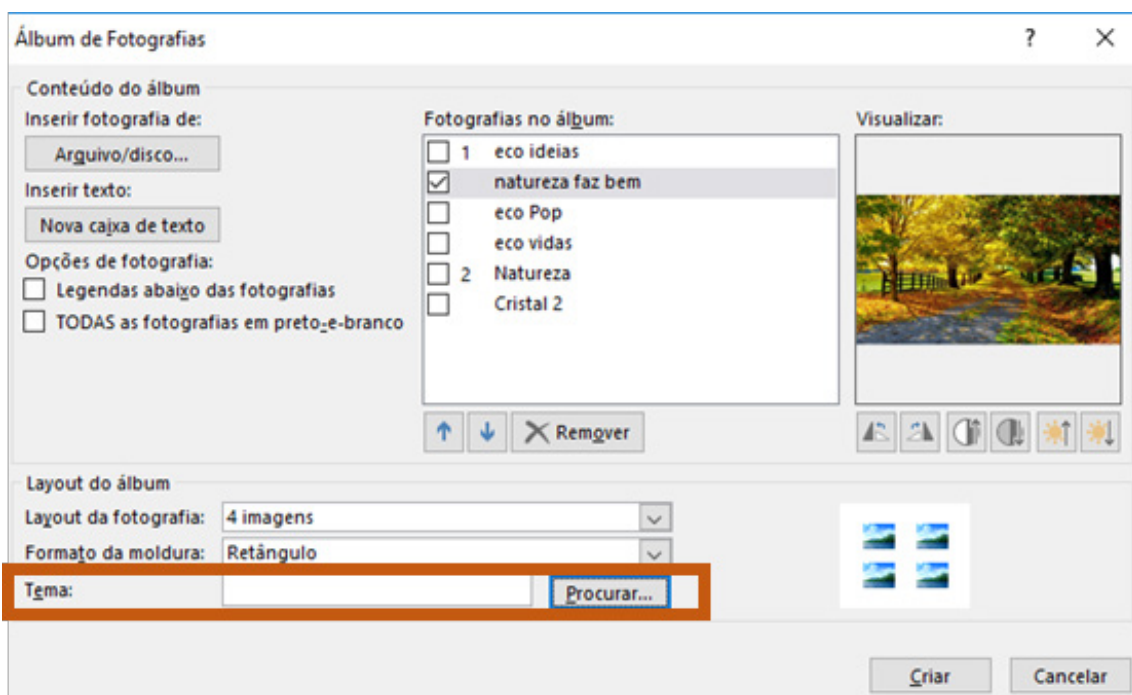 Álbum de Fotografias
?
Conteúdo do álbum
Inserir fotografia de:
Arquivo/disco...
Inserir texto:
Nova caixa de texto
Opções de fotografia:
Legendas abaixo das fotografias
TODAS as fotografias em preto-e-branco
Fotografias no álbum:
1 eco ideias
natureza faz bem
eco Pop
eco vidas
2 Natureza
Cristal 2
Remover
Visualizar:
Layout do álbum
Layout da fotografia: 4 imagens
Formato da moldura: Retângulo
Tema: Procurar...
Criar Cancelar